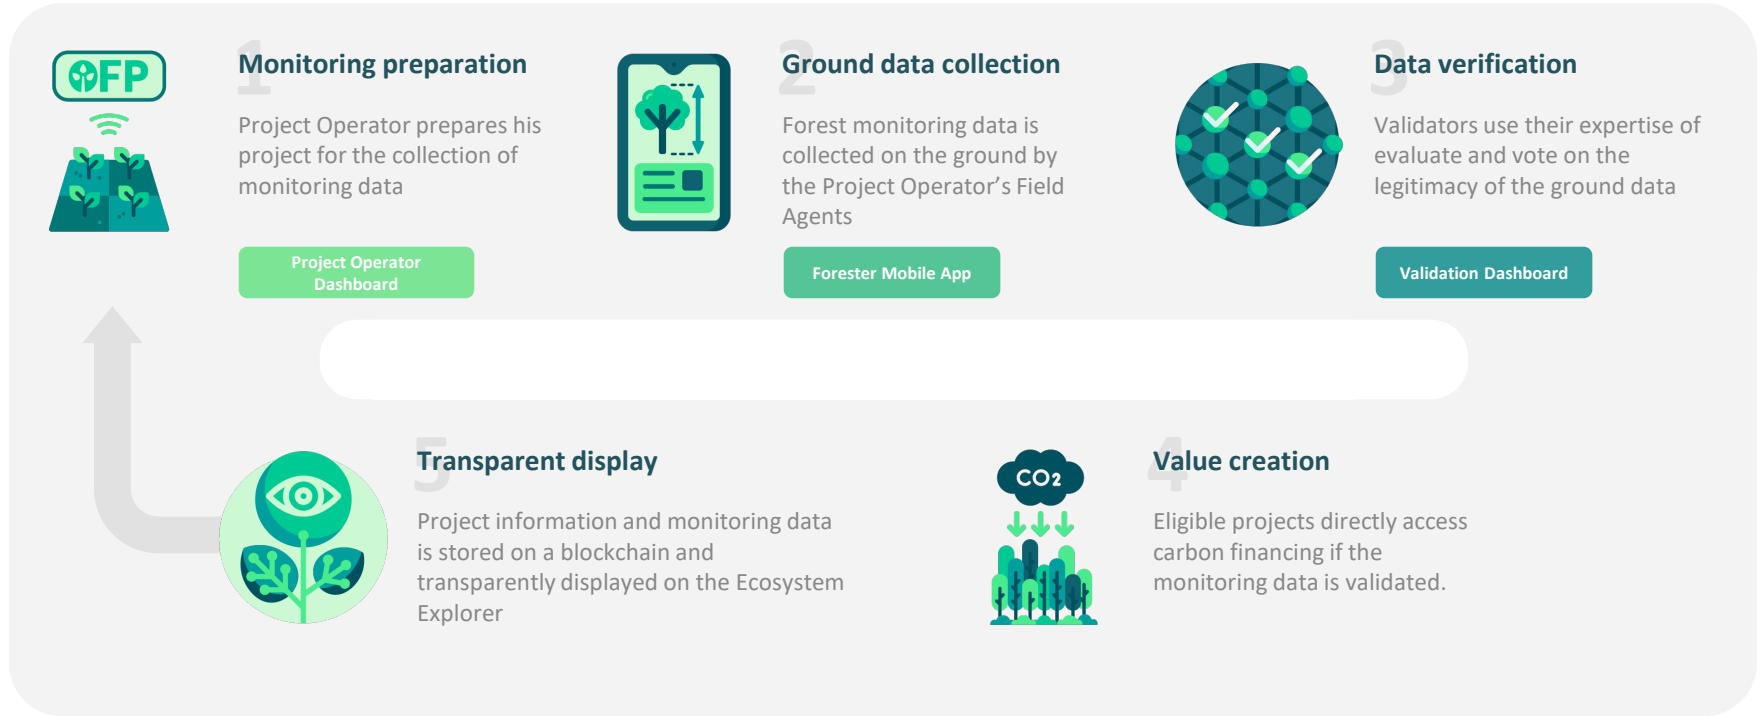 OFP
1
Monitoring preparation
Project Operator prepares his
project for the collection of
monitoring data
Project Operator
Dashboard
2
Ground data collection
Forest monitoring data is
collected on the ground by
the Project Operator’s Field
Agents
Forester Mobile App
3
Data verification
Validators use their expertise of
evaluate and vote on the
legitimacy of the ground data
Validation Dashboard
5
Transparent display
Project information and monitoring data
is stored on a blockchain and
transparently displayed on the Ecosystem
Explorer
CO2
4
Value creation
Eligible projects directly access
carbon financing if the
monitoring data is validated.